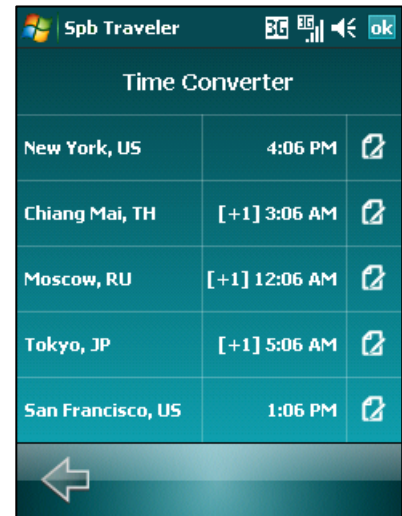 Spb Traveler 3G 3G ok
Time Converter
New York, US 4:06 PM
Chiang Mai, TH [+1] 3:06 AM
Moscow, RU [+1] 12:06 AM
Tokyo, JP [+1] 5:06 AM
San Francisco, US 1:06 PM